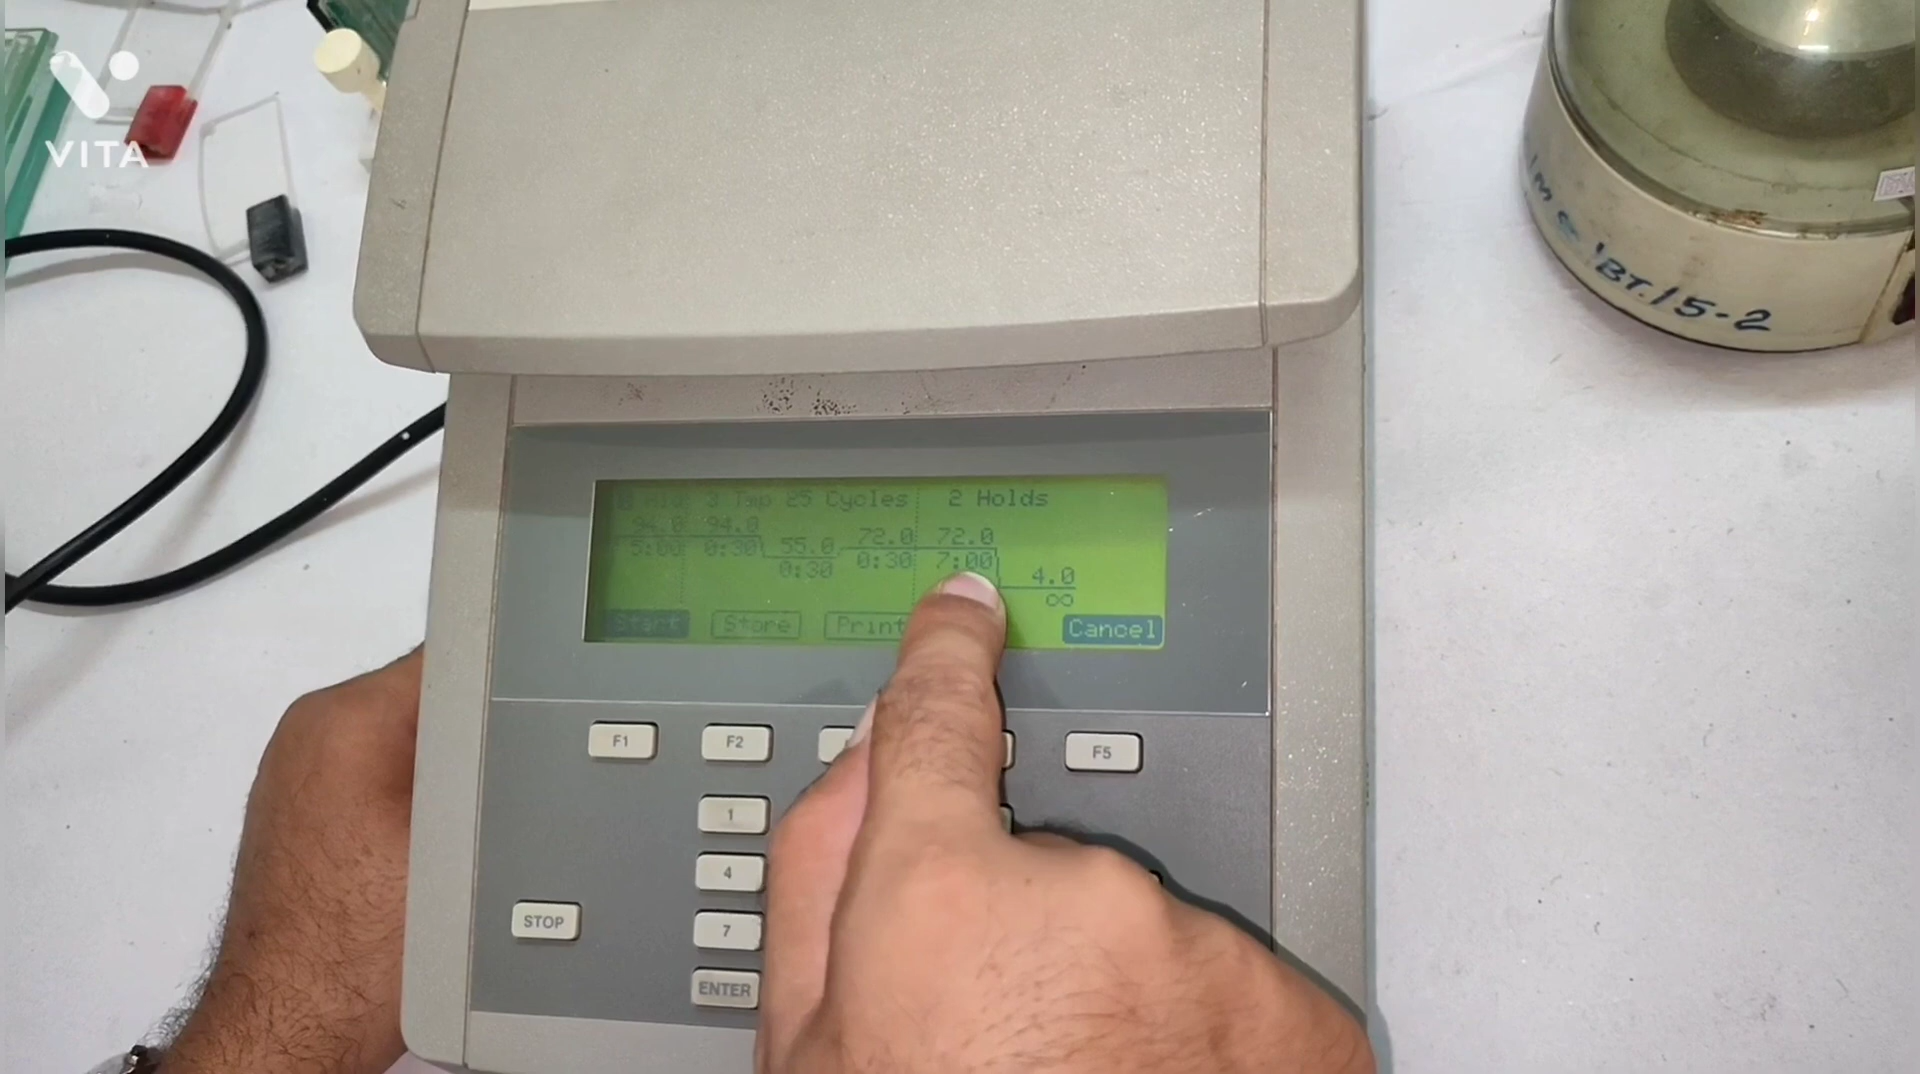 VITA
3 Tmp 25 Cycles 2 Holds
94.0 94.0 72.0 72.0
5:00 0:30 55.0 0:30 7:00
0:30 4.0
∞
Start Store Print Cancel
F1 F2 F5
1
4
STOP 7
ENTER
BT.15-2